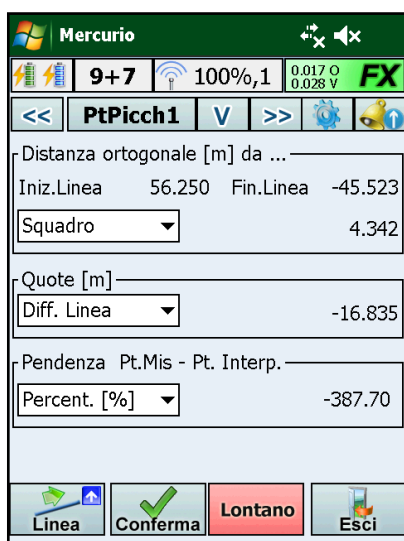 Mercurio
9+7 100%,1 0.017 O 0.028 V FX
<< PtPicch1 V >>
Distanza ortogonale [m] da ...
Iniz.Linea 56.250 Fin.Linea -45.523
Squadro 4.342
Quote [m]
Diff. Linea -16.835
Pendenza Pt.Mis - Pt. Interp.
Percent. [%] -387.70
Linea Conferma Lontano Esci